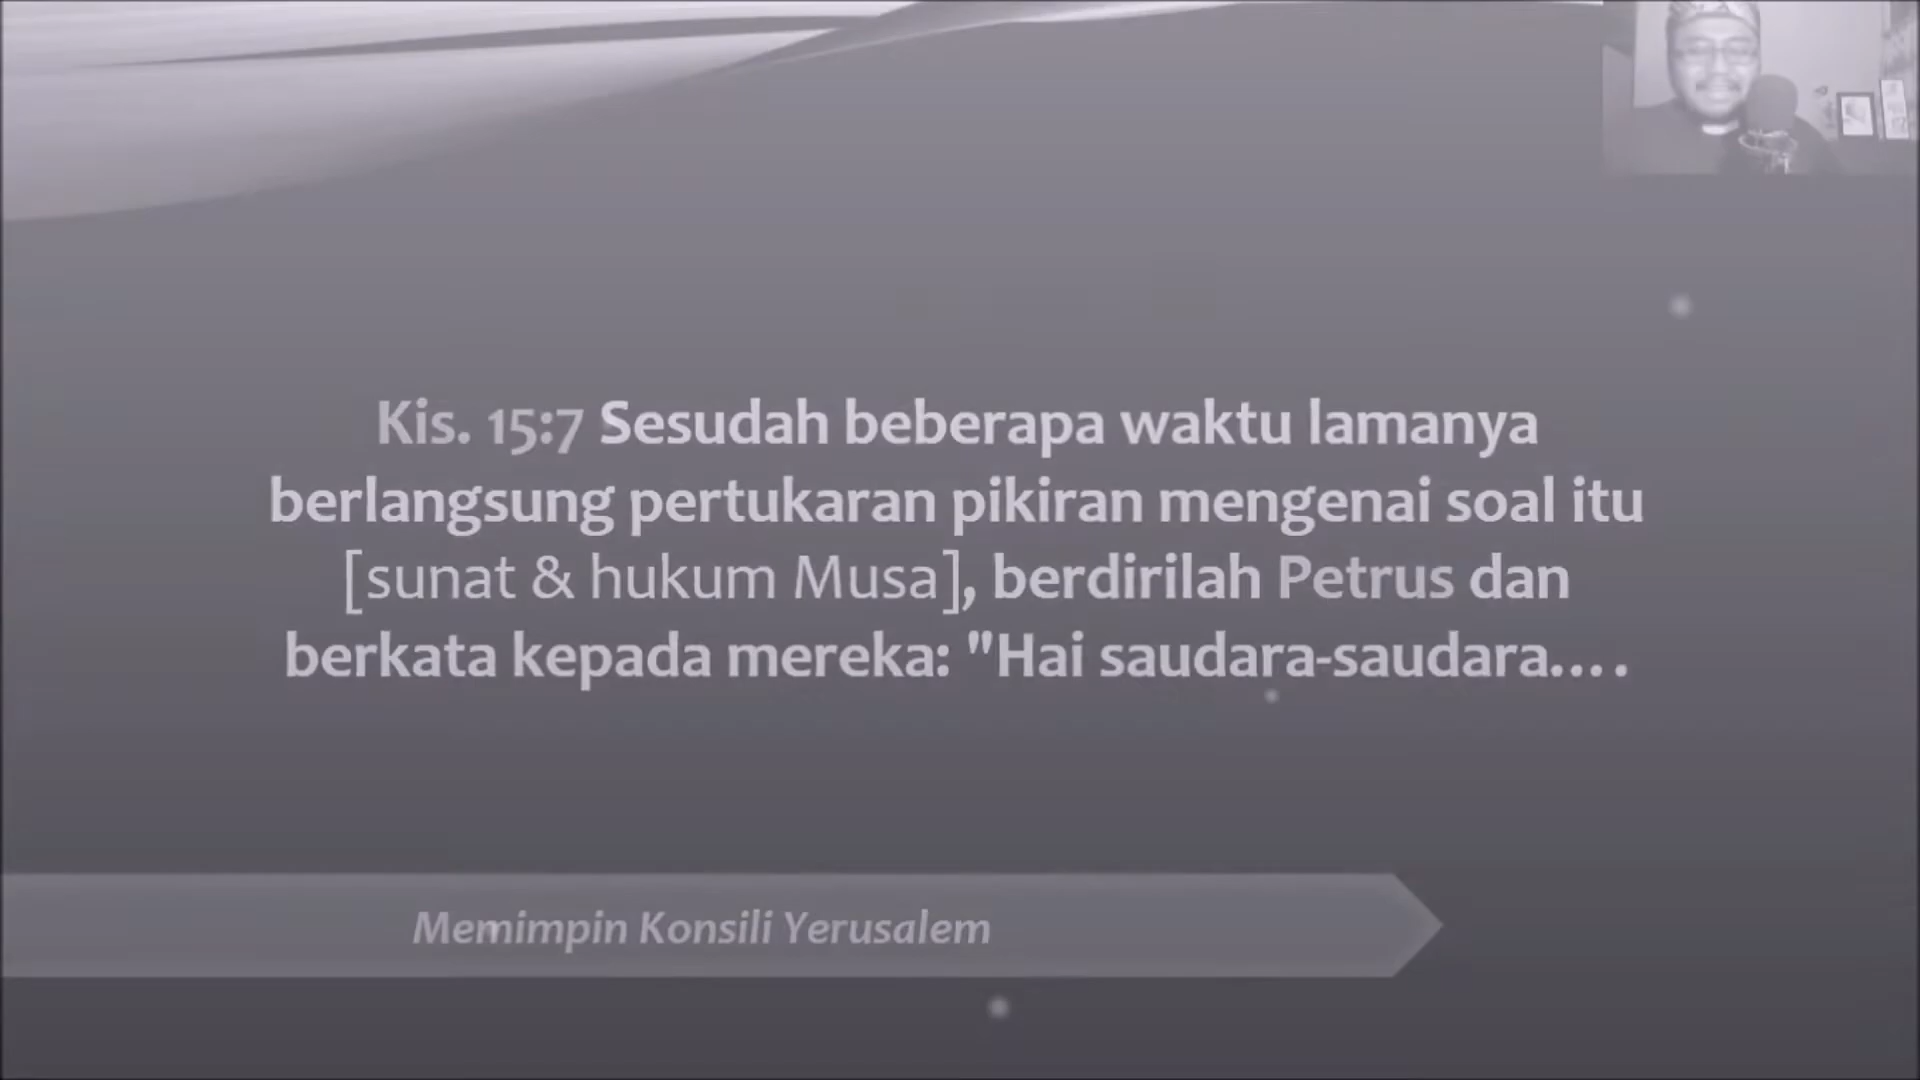 Kis. 15:7 Sesudah beberapa waktu lamanya
berlangsung pertukaran pikiran mengenai soal itu
[sunat & hukum Musa], berdirilah Petrus dan
berkata kepada mereka: "Hai saudara-saudara....
Memimpin Konsili Yerusalem